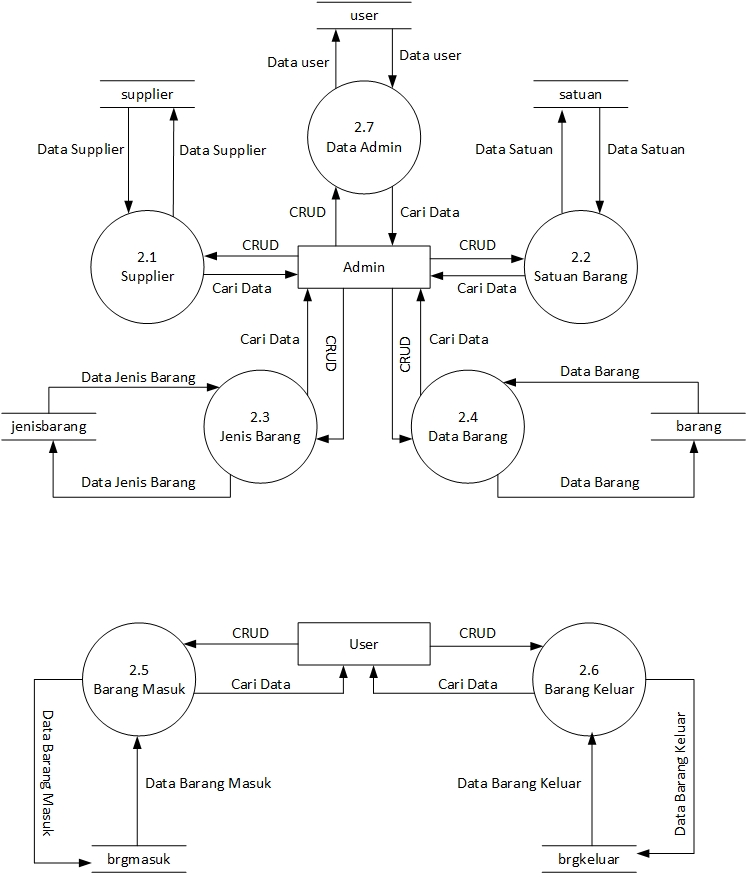 user
Data user
Data user
supplier
satuan
2.7
Data Admin
Data Supplier
Data Supplier
Data Satuan
Data Satuan
CRUD
Cari Data
2.1
Supplier
CRUD
Cari Data
Admin
CRUD
Cari Data
2.2
Satuan Barang
Cari Data
CRUD
CRUD
Cari Data
Data Jenis Barang
jenisbarang
2.3
Jenis Barang
Data Jenis Barang
2.4
Data Barang
Data Barang
barang
Data Barang
User
CRUD
CRUD
2.5
Barang Masuk
Cari Data
Cari Data
2.6
Barang Keluar
Data Barang Masuk
Data Barang Masuk
Data Barang Keluar
Data Barang Keluar
brgmasuk
brgkeluar